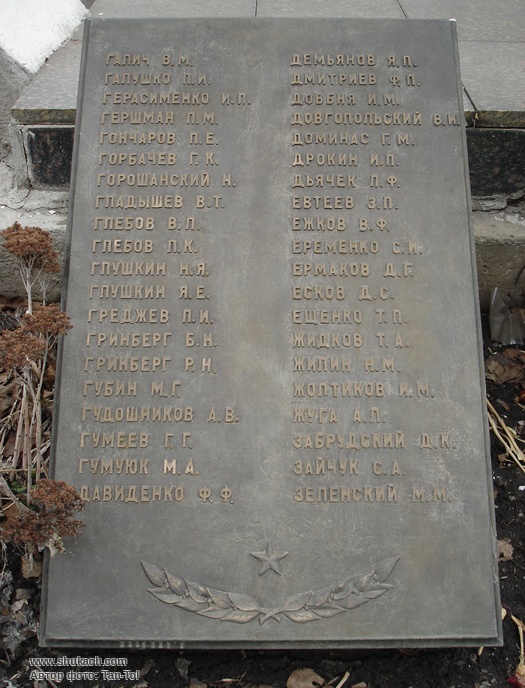 ГАЛИЧ В.М.
ГАЛУШКО П.И.
ГЕРАСИМЕНКО И.П.
ГЕРШМАН Л.М.
ГОНЧАРОВ П.Е.
ГОРБАЧЕВ Г.К.
ГОРОШАНСКИЙ Н.
ГЛАДЫШЕВ В.Т.
ГЛЕБОВ В.Л.
ГЛЕБОВ Л.К.
ГЛУШКИН Н.Я.
ГЛУШКИН Я.Е.
ГРЕДЖЕВ П.И.
ГРИНБЕРГ Б.Н.
ГРИНБЕРГ Р.Н.
ГУБИН М.Г.
ГУДОШНИКОВ А.В.
ГУМЕЕВ Г.Г.
ГУМУЮК М.А.
ДАВИДЕНКО Ф.Ф.
ДЕМЬЯНОВ Я.П.
ДМИТРИЕВ Ф.П.
ДОВБНЯ И.М.
ДОВГОПОЛЬСКИЙ В.И.
ДОМИНАС Г.М.
ДРОКИН И.П.
ДЬЯЧЕК П.Ф.
ЕВТЕЕВ З.П.
ЕЖКОВ В.Ф.
ЕРЕМЕНКО С.И.
ЕРМАКОВ Д.Г.
ЕСКОВ Д.С.
ЕЩЕНКО Т.П.
ЖИДКОВ Т.А.
ЖИЛИН Н.М.
ЖОЛТИКОВ И.М.
ЖУГА А.П.
ЗАБРУДСКИЙ Д.К.
ЗАЙЧУК С.А.
ЗЕЛЕНСКИЙ М.М.
www.shukach.com
Автор фото: Tan-Tol